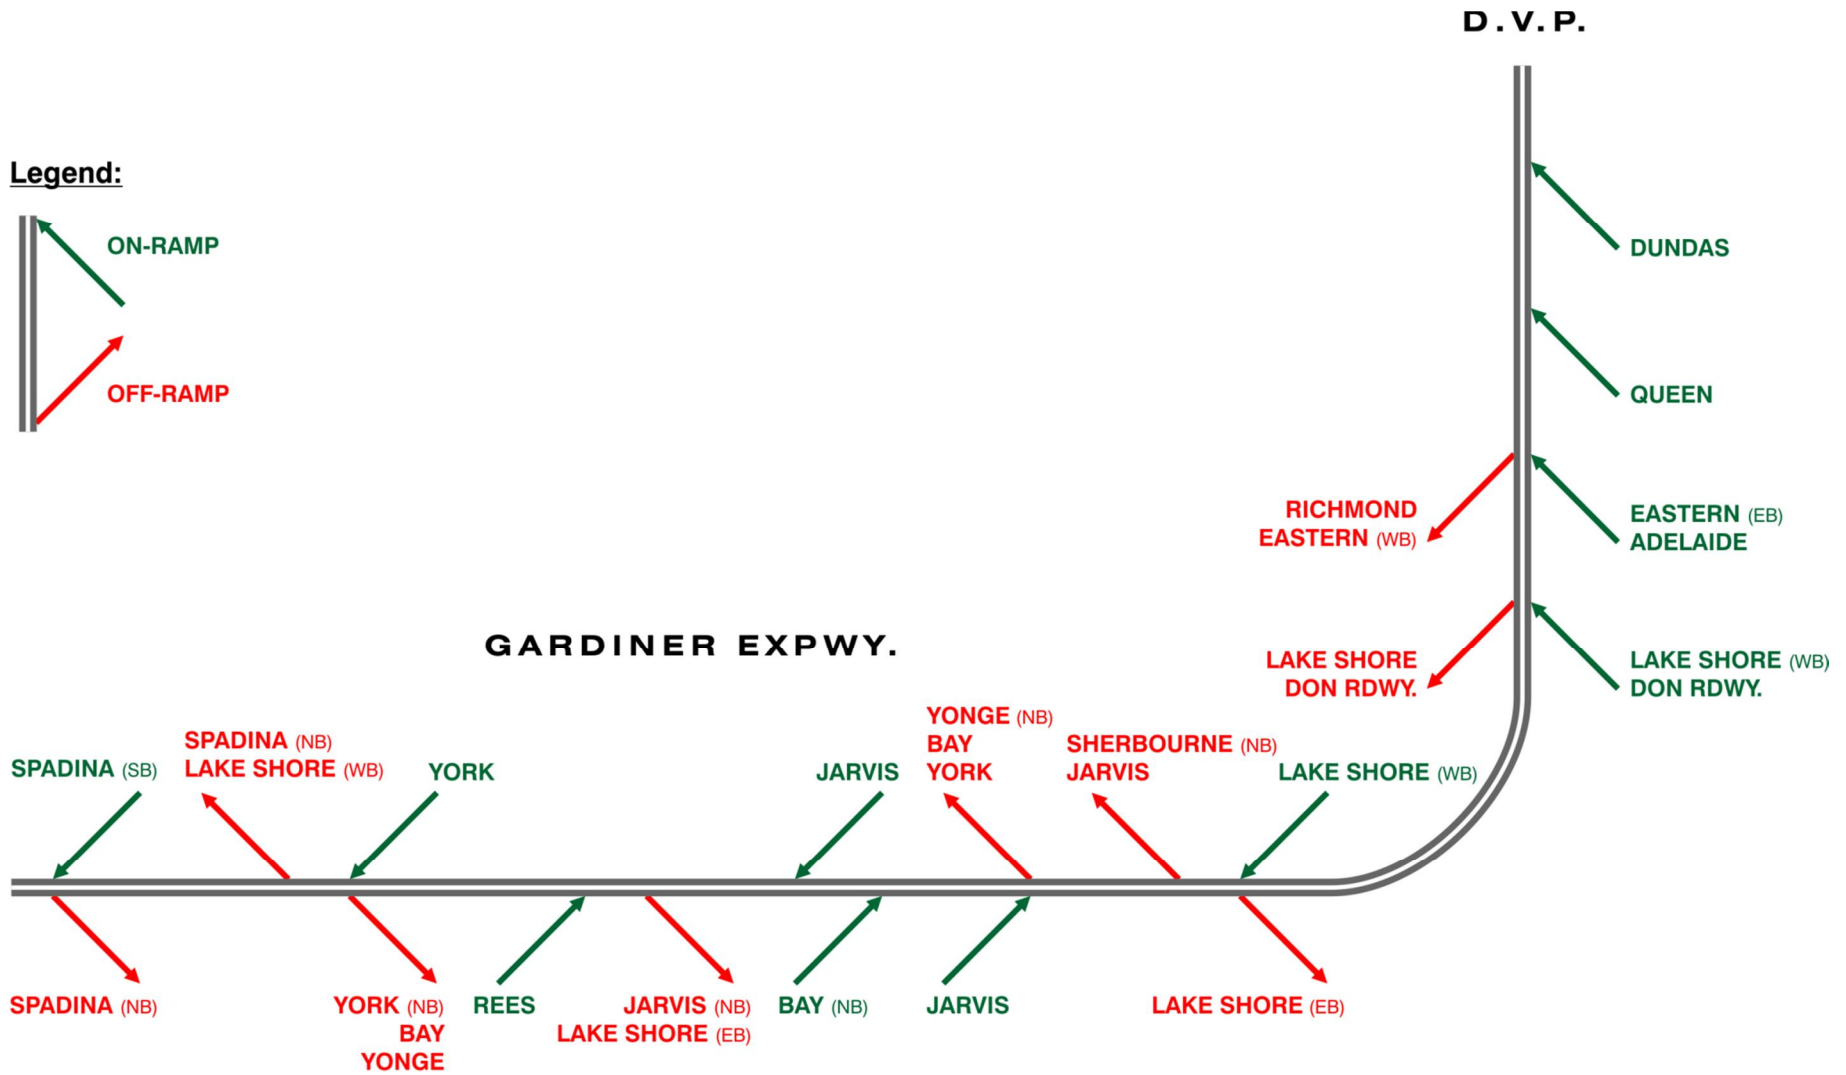 D.V.P.
Legend:
ON-RAMP
OFF-RAMP
DUNDAS
QUEEN
RICHMOND
EASTERN (WB)
EASTERN (EB)
ADELAIDE
LAKE SHORE
DON RDWY.
LAKE SHORE (WB)
DON RDWY.
GARDINER EXPWY.
SPADINA (SB)
SPADINA (NB)
LAKE SHORE (WB)
YORK
JARVIS
YONGE (NB)
BAY
YORK
SHERBOURNE (NB)
JARVIS
LAKE SHORE (WB)
SPADINA (NB)
YORK (NB)
BAY
YONGE
REES
JARVIS (NB)
LAKE SHORE (EB)
BAY (NB)
JARVIS
LAKE SHORE (EB)